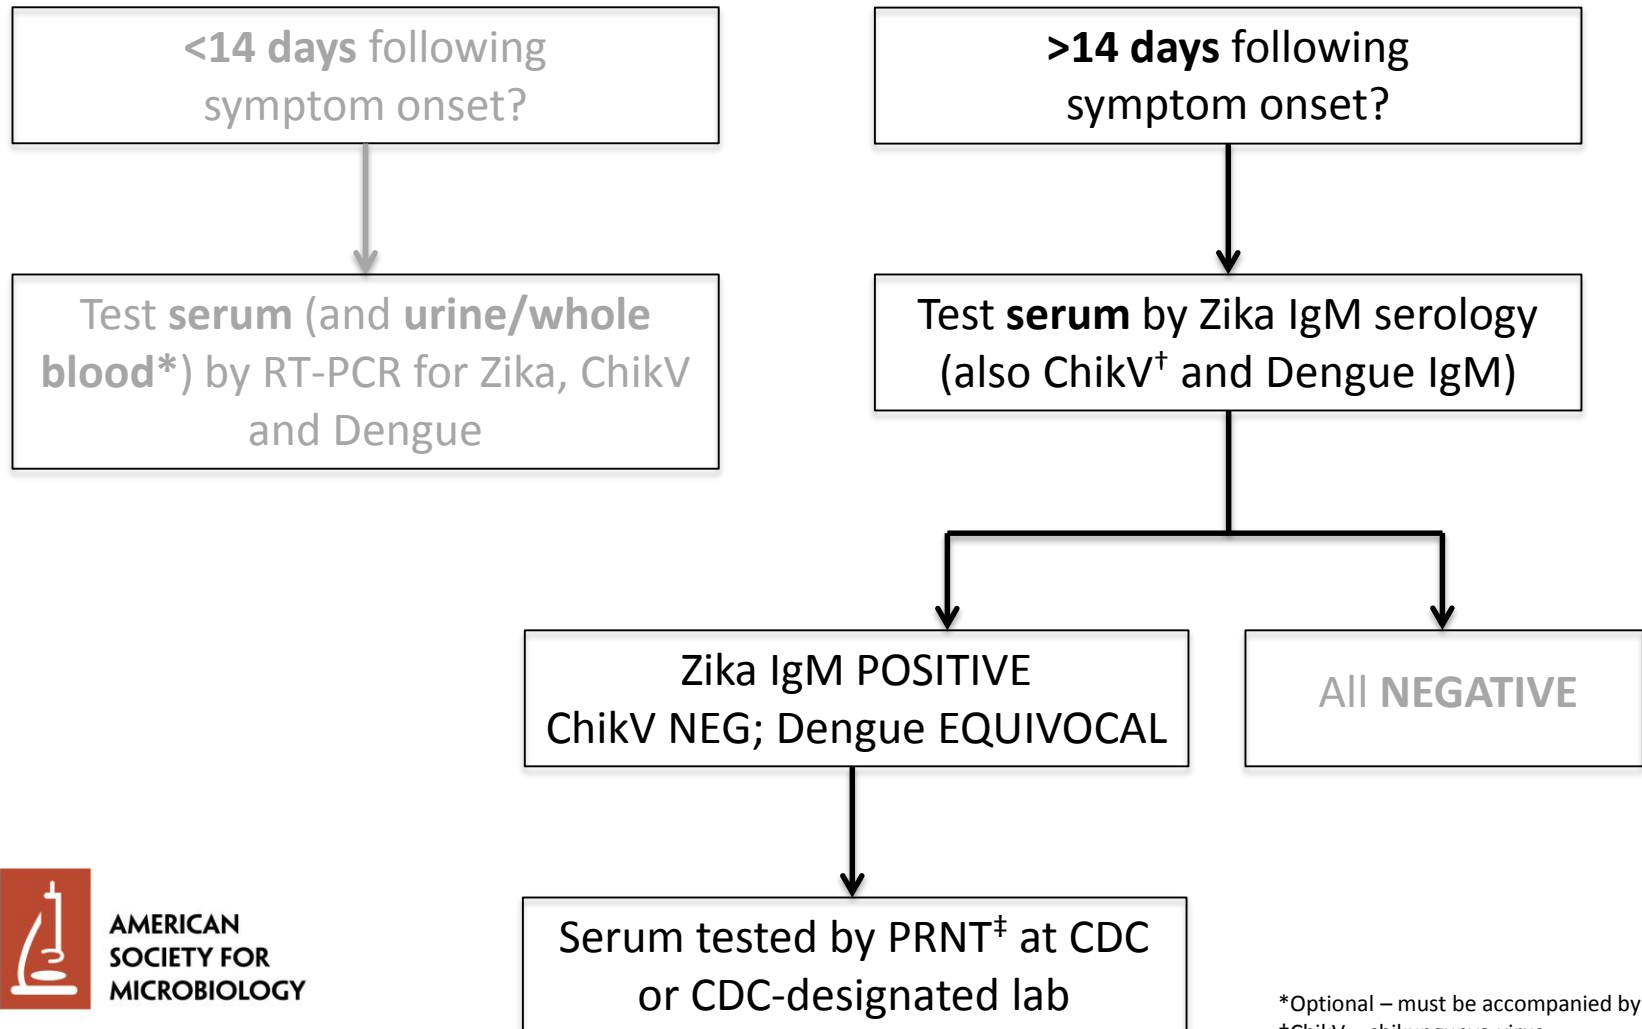 <14 days following
symptom onset?
>14 days following
symptom onset?
Test serum (and urine/whole
blood*) by RT-PCR for Zika, ChikV
and Dengue
Test serum by Zika IgM serology
(also ChikV† and Dengue IgM)
Zika IgM POSITIVE
ChikV NEG; Dengue EQUIVOCAL
All NEGATIVE
Serum tested by PRNT‡ at CDC
or CDC-designated lab
AMERICAN
SOCIETY FOR
MICROBIOLOGY
*Optional – must be accompanied by
†ChikV – chikungunya virus